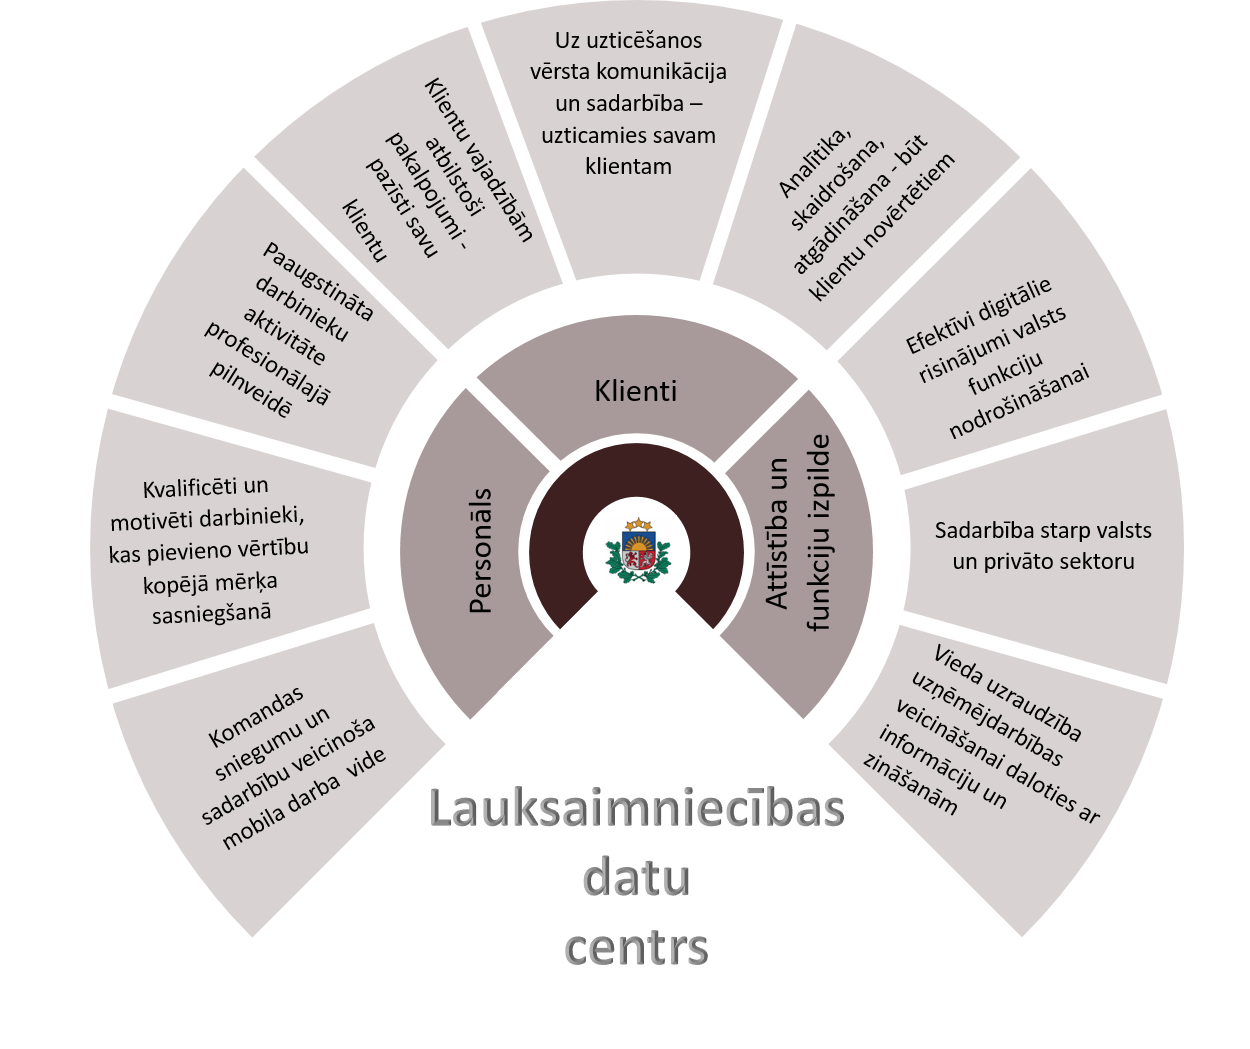 Uz uzticēšanos
vērsta komunikācija
un sadarbība –
uzticamies savam
klientam
Klientu vajadzībām
atbilstoši
pakalpojumi -
pazīsti savu
klientu
Analītika,
skaidrošana,
atgādināšana - būt
klientu novērtētiem
Paaugstināta
darbinieku
aktivitāte
profesionālajā
pilnveidē
Efektīvi digitālie
risinājumi valsts
funkciju
nodrošināšanai
Kvalificēti un
motivēti darbinieki,
kas pievieno vērtību
kopējā mērķa
sasniegšanā
Sadarbība starp valsts
un privāto sektoru
Komandas
sniegumu un
sadarbību veicinoša
mobila darba  vide
Vieda uzraudzība
uzņēmējdarbības
veicināšanai daloties ar
informāciju un
zināšanām
Klienti
Personāls
Attīstība un
funkciju izpilde
Lauksaimniecības
datu
centrs